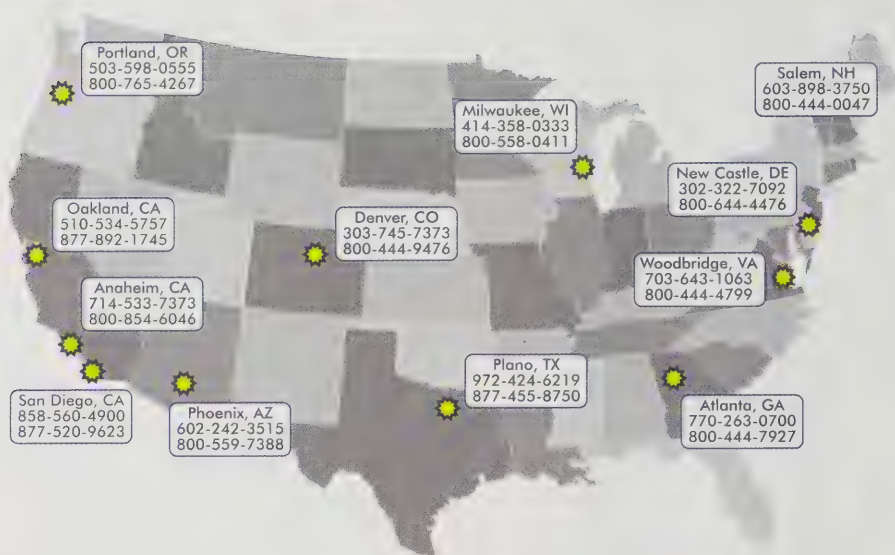 Portland, OR
503-598-0555
800-765-4267
Salem, NH
603-898-3750
800-444-0047
Milwaukee, WI
414-358-0333
800-558-0411
New Castle, DE
302-322-7092
800-644-4476
Oakland, CA
510-534-5757
877-892-1745
Denver, CO
303-745-7373
800-444-9476
Woodbridge, VA
703-643-1063
800-444-4799
Anaheim, CA
714-533-7373
800-854-6046
Plano, TX
972-424-6219
877-455-8750
San Diego, CA
858-560-4900
877-520-9623
Phoenix, AZ
602-242-3515
800-559-7388
Atlanta, GA
770-263-0700
800-444-7927